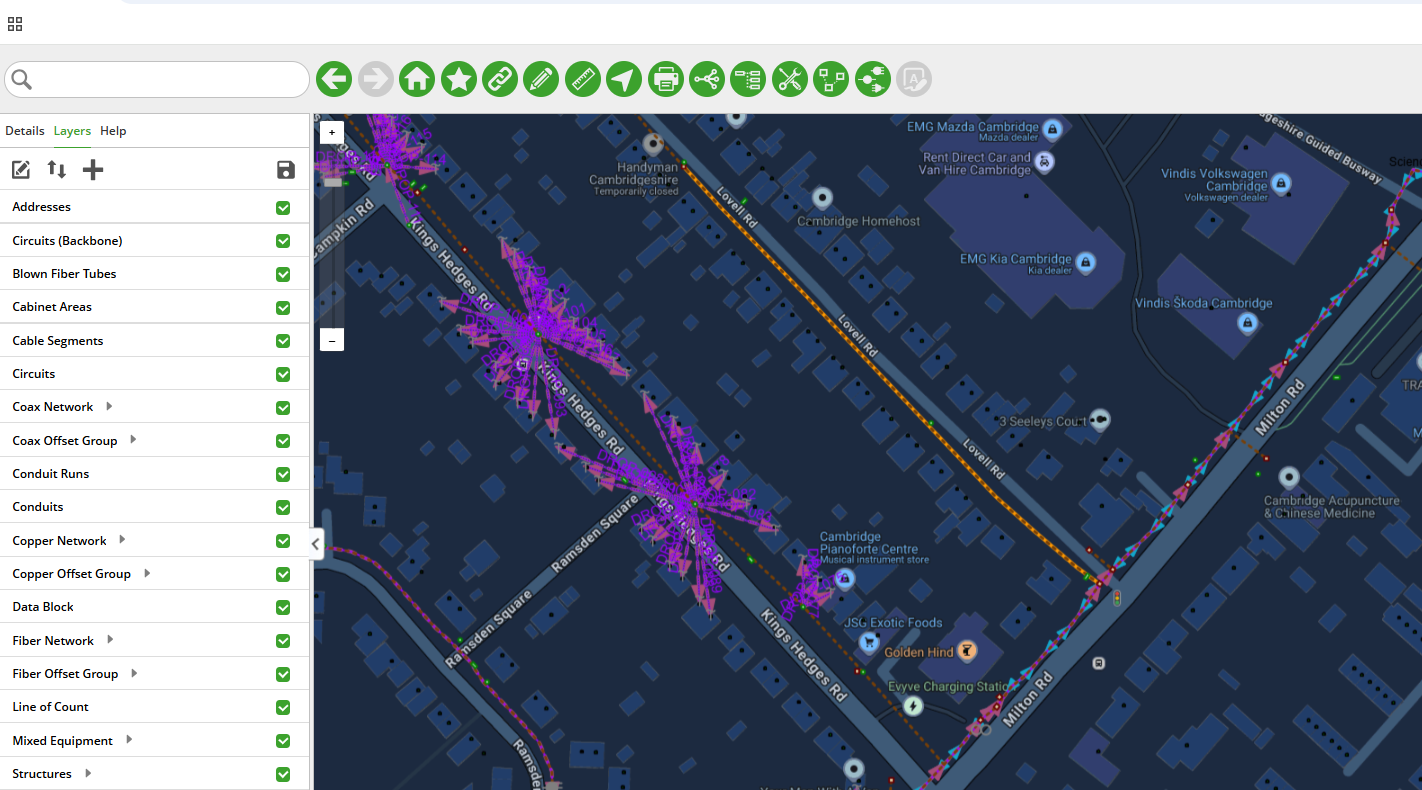 Details Layers Help
Addresses
Circuits (Backbone)
Blown Fiber Tubes
Cabinet Areas
Cable Segments
Circuits
Coax Network
Coax Offset Group
Conduit Runs
Conduits
Copper Network
Copper Offset Group
Data Block
Fiber Network
Fiber Offset Group
Line of Count
Mixed Equipment
Structures
+
–
EMG Mazda Cambridge
Mazda dealer
Rent Direct Car and
Van Hire Cambridge
Handyman
Cambridgeshire
Temporarily closed
Cambridge Homehost
EMG Kia Cambridge
Kia dealer
Vindis Volkswagen
Cambridge
Volkswagen dealer
Vindis Škoda Cambridge
Guided Busway
Lovell Rd
Lovell Rd
Lovell Rd
Kings Hedges Rd
Kings Hedges Rd
Kings Hedges Rd
Kings Hedges Rd
3 Seeleys Court
Milton Rd
Milton Rd
Cambridge Acupuncture
& Chinese Medicine
Cambridge
Pianoforte Centre
Musical instrument store
Ramsden Square
Ramsden Square
JSG Exotic Foods
Golden Hind
Evyve Charging Statio
Ramsden